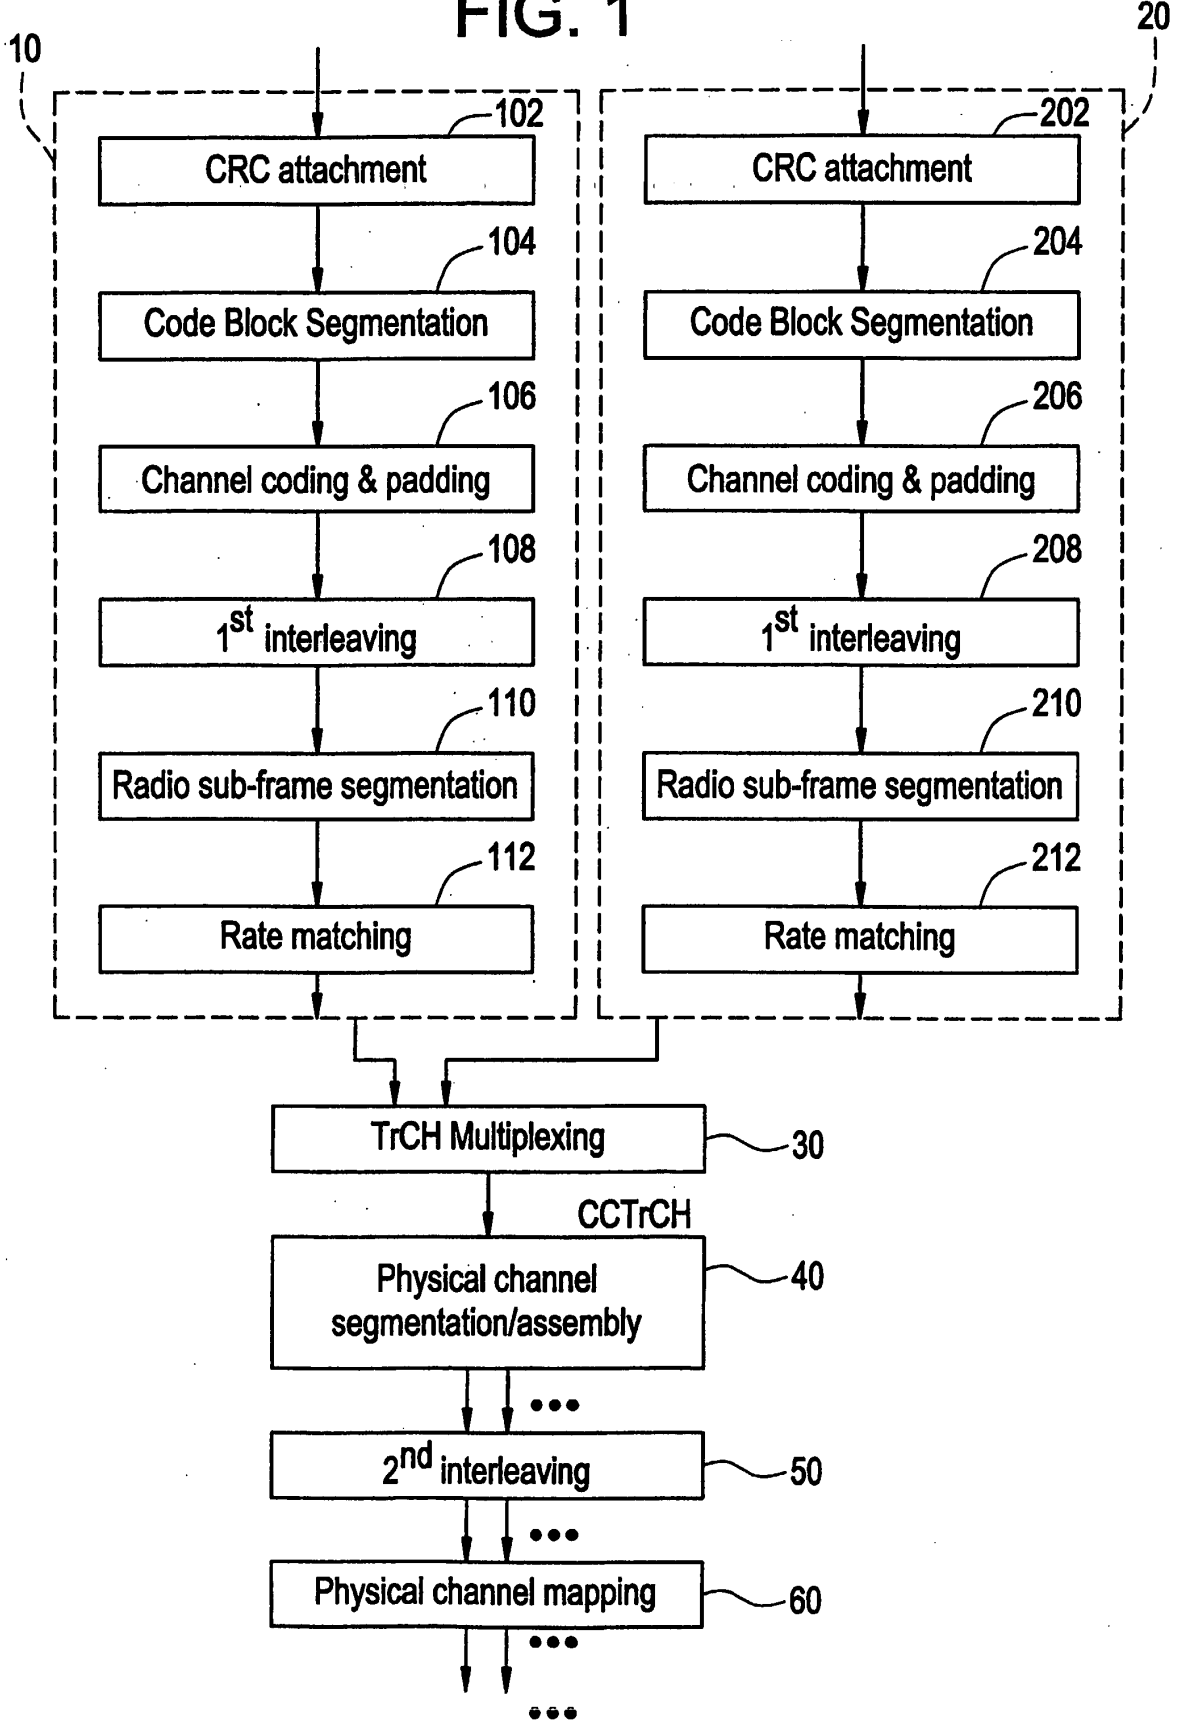 FIG. 1
10
20
102
CRC attachment
104
Code Block Segmentation
106
Channel coding & padding
108
1st interleaving
110
Radio sub-frame segmentation
112
Rate matching
202
CRC attachment
204
Code Block Segmentation
206
Channel coding & padding
208
1st interleaving
210
Radio sub-frame segmentation
212
Rate matching
TrCH Multiplexing
30
CCTrCH
Physical channel
segmentation/assembly
40
2nd interleaving
50
Physical channel mapping
60